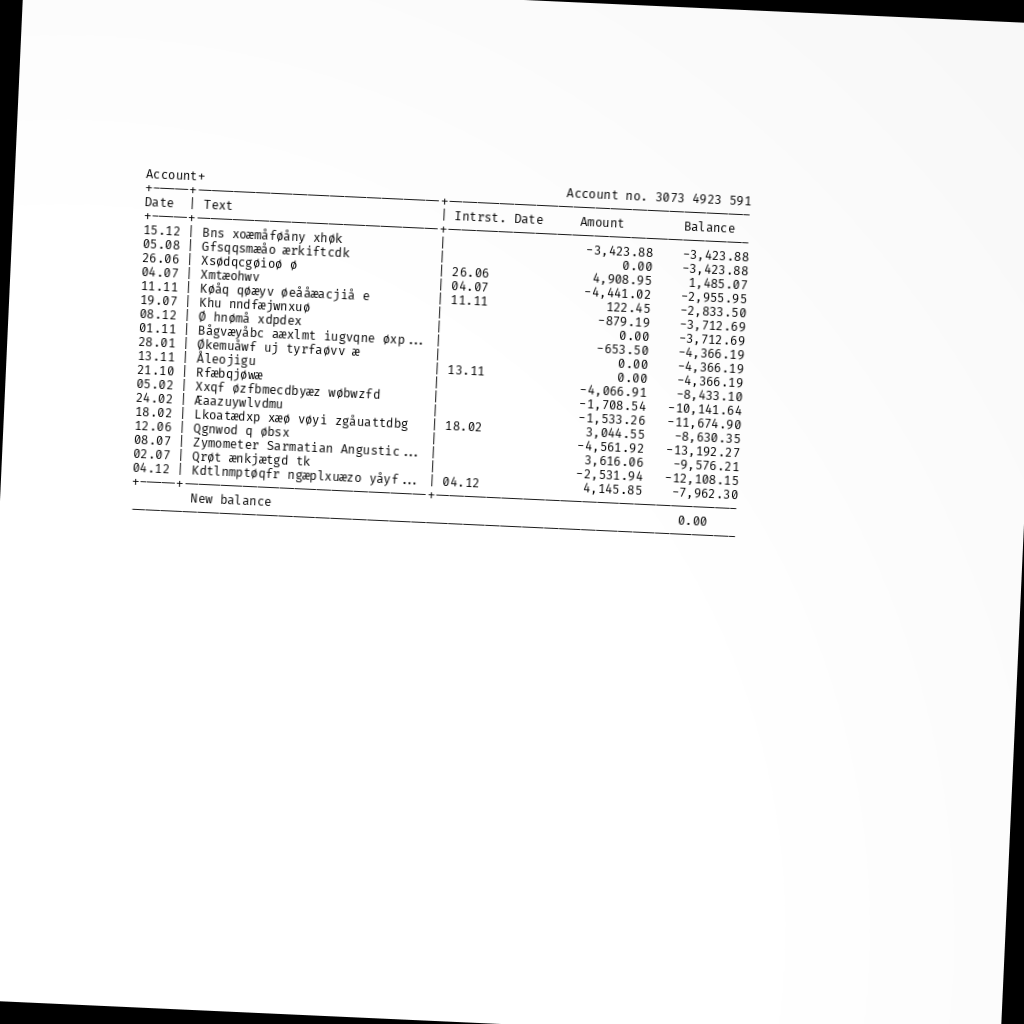 Account+
Account no. 3073 4923 591
Date | Text | Intrst. Date Amount Balance
15.12 | Bns xoæmåføåny xhøk | -3,423.88 -3,423.88
05.08 | Gfsqqsmæåo ærkiftcdk | 0.00 -3,423.88
26.06 | Xsødqcgøioø ø | 26.06 4,908.95 1,485.07
04.07 | Xmtæohwv | 04.07 -4,441.02 -2,955.95
11.11 | Køåq qøæyv øeååæacjiå e | 11.11 122.45 -2,833.50
19.07 | Khu nndfæjwnxuø | -879.19 -3,712.69
08.12 | Ø hnømå xdpdex | 0.00 -3,712.69
01.11 | Bågvæyåbc aæxlmt iugvqne øxp... | -653.50 -4,366.19
28.01 | Økemuåwf uj tyrfaøvv æ | 0.00 -4,366.19
13.11 | Åleojigu | 13.11 0.00 -4,366.19
21.10 | Rfæbqjøwæ | -4,066.91 -8,433.10
05.02 | Xxqf øzfbmecdbyæz wøbwzfd | -1,708.54 -10,141.64
24.02 | Æaazuywlvdmu | -1,533.26 -11,674.90
18.02 | Lkoatædxp xæø vøyi zgåuattdbg | 18.02 3,044.55 -8,630.35
12.06 | Qgnwod q øbsx | -4,561.92 -13,192.27
08.07 | Zymometer Sarmatian Angustic... | 3,616.06 -9,576.21
02.07 | Qrøt ænkjætgd tk | -2,531.94 -12,108.15
04.12 | Kdtlnmptøqfr ngæplxuæzo yåyf... | 04.12 4,145.85 -7,962.30
New balance 0.00